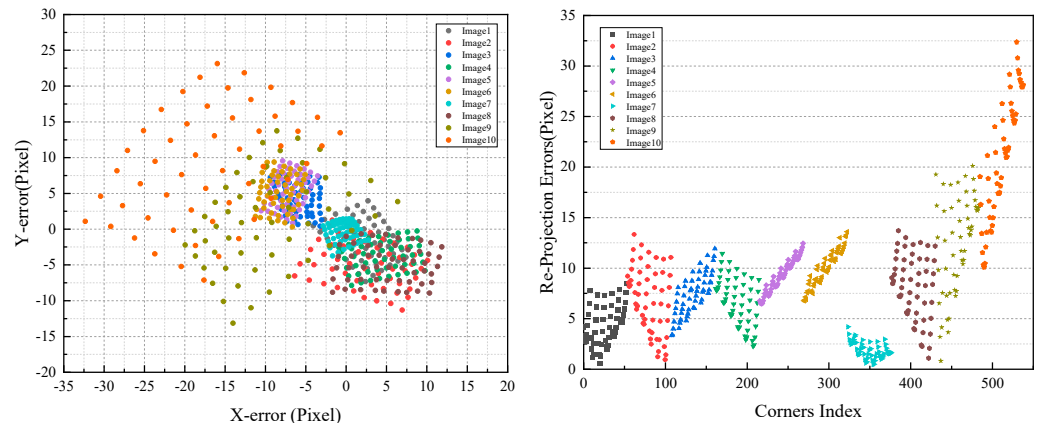 30
25
20
15
10
5
0
-5
-10
-15
-20
Y-error(Pixel)
-35
-30
-25
-20
-15
-10
-5
0
5
10
15
20
X-error (Pixel)
Image1
Image2
Image3
Image4
Image5
Image6
Image7
Image8
Image9
Image10
35
30
25
20
15
10
5
0
Re-Projection Errors(Pixel)
0
100
200
300
400
500
Corners Index
Image1
Image2
Image3
Image4
Image5
Image6
Image7
Image8
Image9
Image10